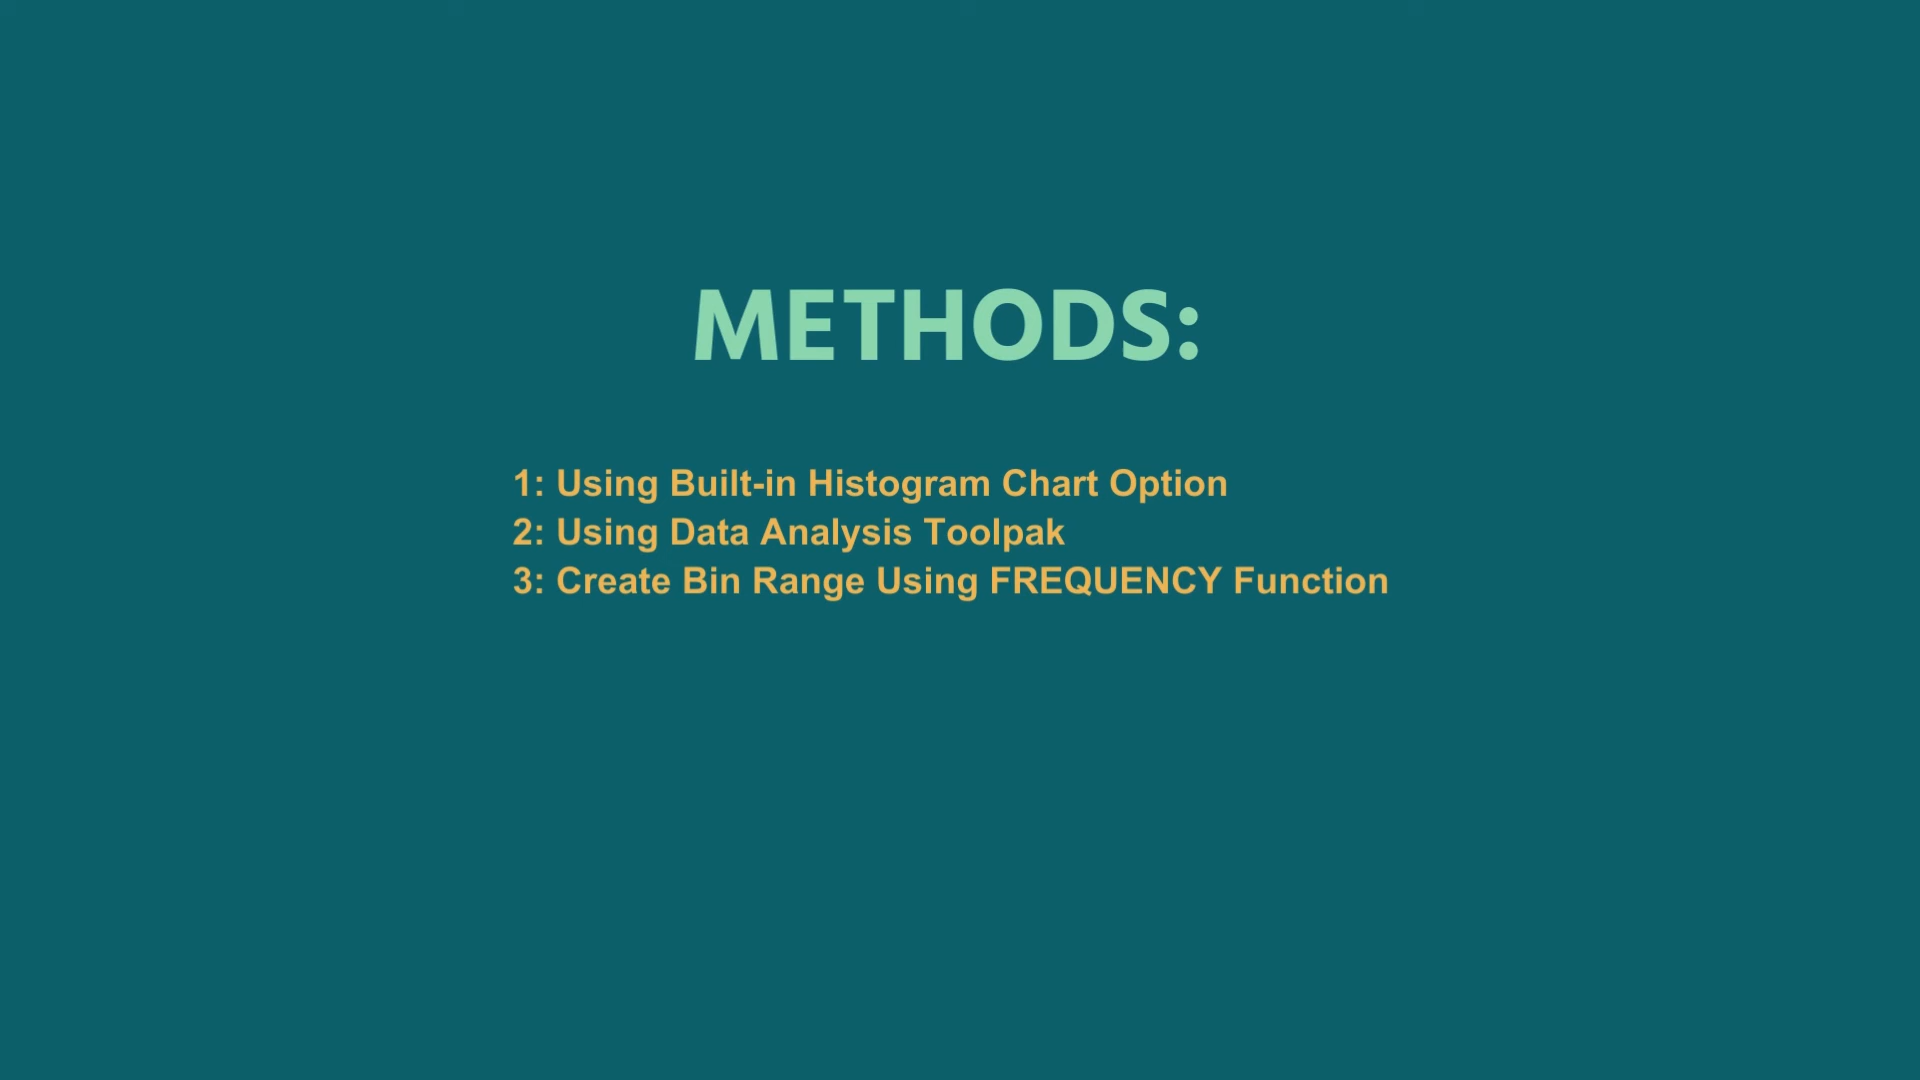 METHODS:
1: Using Built-in Histogram Chart Option
2: Using Data Analysis Toolpak
3: Create Bin Range Using FREQUENCY Function